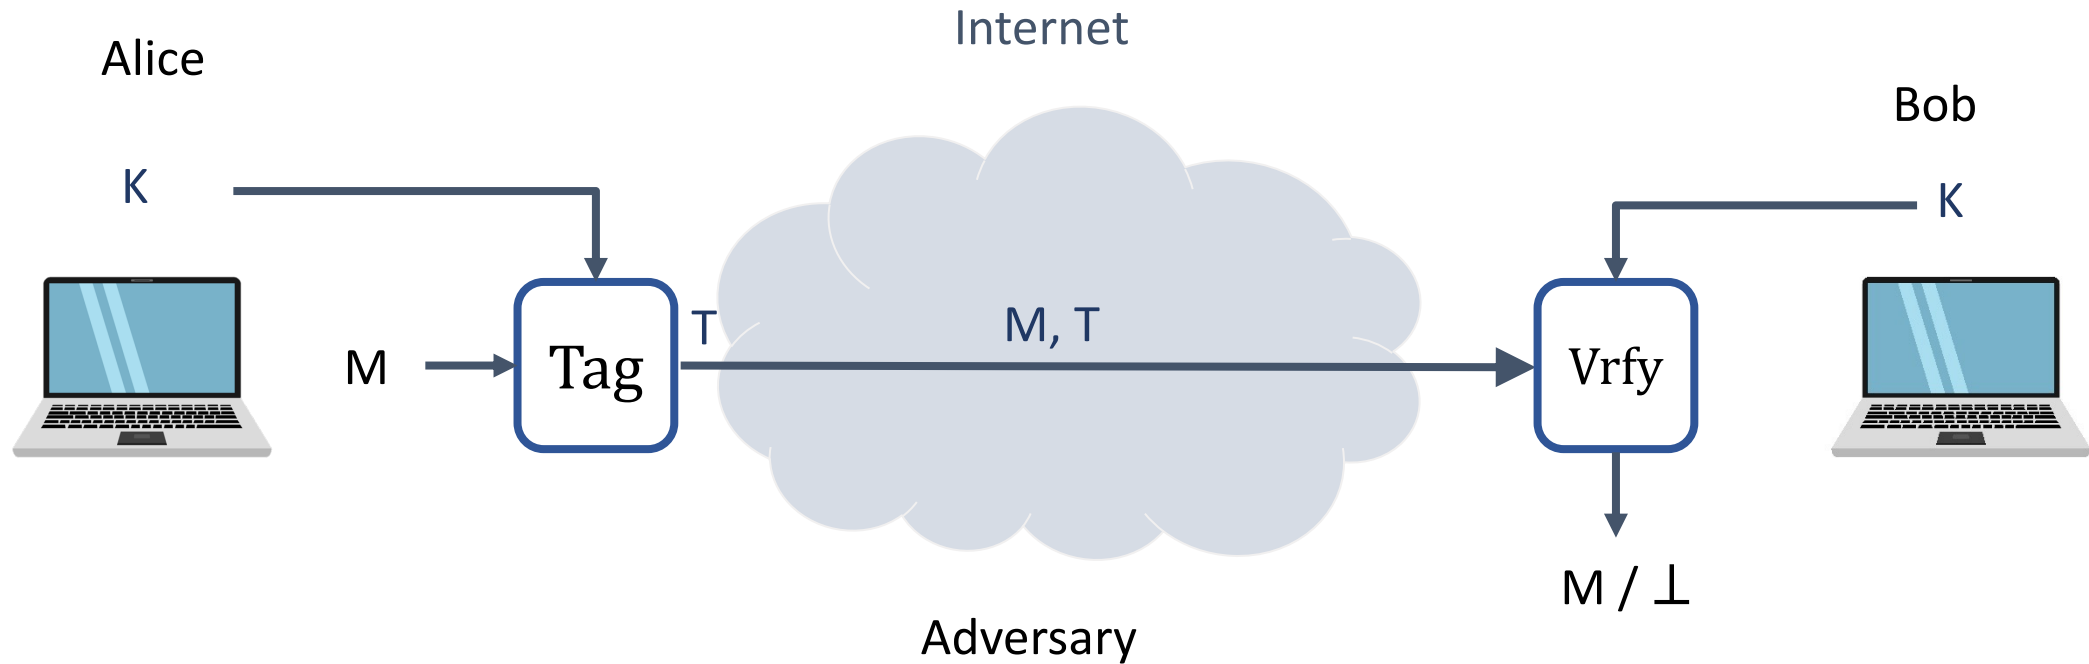 Internet
Alice
Bob
K
K
T
M, T
M
Tag
Vrfy
M / ⊥
Adversary